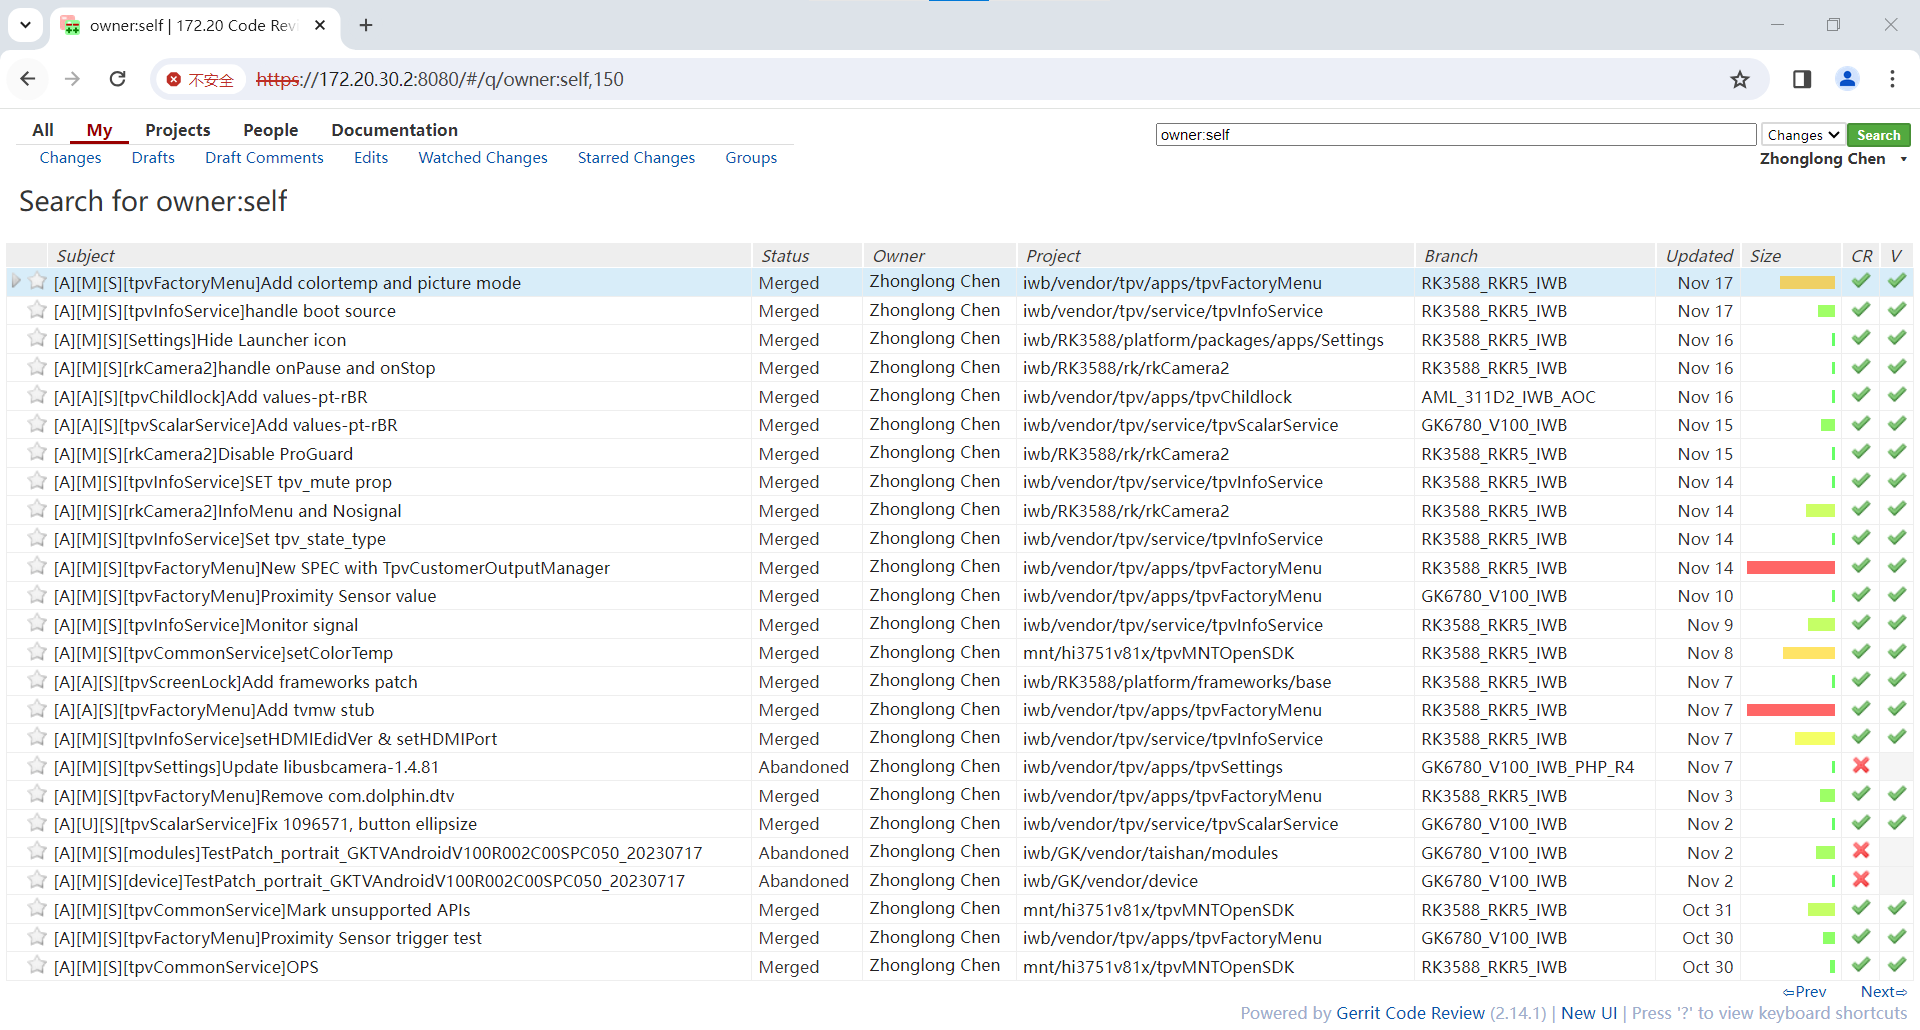 owner:self | 172.20 Code Rev
不安全 https://172.20.30.2:8080/#/q/owner:self,150
All My Projects People Documentation
owner:self Changes Search
Changes Drafts Draft Comments Edits Watched Changes Starred Changes Groups
Zhonglong Chen
Search for owner:self
Subject Status Owner Project Branch Updated Size CR V
[A][M][S][tpvFactoryMenu]Add colortemp and picture mode Merged Zhonglong Chen iwb/vendor/tpv/apps/tpvFactoryMenu RK3588_RKR5_IWB Nov 17
[A][M][S][tpvInfoService]handle boot source Merged Zhonglong Chen iwb/vendor/tpv/service/tpvInfoService RK3588_RKR5_IWB Nov 17
[A][M][S][Settings]Hide Launcher icon Merged Zhonglong Chen iwb/RK3588/platform/packages/apps/Settings RK3588_RKR5_IWB Nov 16
[A][M][S][rkCamera2]handle onPause and onStop Merged Zhonglong Chen iwb/RK3588/rk/rkCamera2 RK3588_RKR5_IWB Nov 16
[A][A][S][tpvChildlock]Add values-pt-rBR Merged Zhonglong Chen iwb/vendor/tpv/apps/tpvChildlock AML_311D2_IWB_AOC Nov 16
[A][A][S][tpvScalarService]Add values-pt-rBR Merged Zhonglong Chen iwb/vendor/tpv/service/tpvScalarService GK6780_V100_IWB Nov 15
[A][M][S][rkCamera2]Disable ProGuard Merged Zhonglong Chen iwb/RK3588/rk/rkCamera2 RK3588_RKR5_IWB Nov 15
[A][M][S][tpvInfoService]SET tpv_mute prop Merged Zhonglong Chen iwb/vendor/tpv/service/tpvInfoService RK3588_RKR5_IWB Nov 14
[A][M][S][rkCamera2]InfoMenu and Nosignal Merged Zhonglong Chen iwb/RK3588/rk/rkCamera2 RK3588_RKR5_IWB Nov 14
[A][M][S][tpvInfoService]Set tpv_state_type Merged Zhonglong Chen iwb/vendor/tpv/service/tpvInfoService RK3588_RKR5_IWB Nov 14
[A][M][S][tpvFactoryMenu]New SPEC with TpvCustomerOutputManager Merged Zhonglong Chen iwb/vendor/tpv/apps/tpvFactoryMenu RK3588_RKR5_IWB Nov 14
[A][M][S][tpvFactoryMenu]Proximity Sensor value Merged Zhonglong Chen iwb/vendor/tpv/apps/tpvFactoryMenu GK6780_V100_IWB Nov 10
[A][M][S][tpvInfoService]Monitor signal Merged Zhonglong Chen iwb/vendor/tpv/service/tpvInfoService RK3588_RKR5_IWB Nov 9
[A][M][S][tpvCommonService]setColorTemp Merged Zhonglong Chen mnt/hi3751v81x/tpvMNTOpenSDK RK3588_RKR5_IWB Nov 8
[A][A][S][tpvScreenLock]Add frameworks patch Merged Zhonglong Chen iwb/RK3588/platform/frameworks/base RK3588_RKR5_IWB Nov 7
[A][A][S][tpvFactoryMenu]Add tvmw stub Merged Zhonglong Chen iwb/vendor/tpv/apps/tpvFactoryMenu RK3588_RKR5_IWB Nov 7
[A][M][S][tpvInfoService]setHDMIEdidVer & setHDMIPort Merged Zhonglong Chen iwb/vendor/tpv/service/tpvInfoService RK3588_RKR5_IWB Nov 7
[A][M][S][tpvSettings]Update libusbcamera-1.4.81 Abandoned Zhonglong Chen iwb/vendor/tpv/apps/tpvSettings GK6780_V100_IWB_PHP_R4 Nov 7
[A][M][S][tpvFactoryMenu]Remove com.dolphin.dtv Merged Zhonglong Chen iwb/vendor/tpv/apps/tpvFactoryMenu RK3588_RKR5_IWB Nov 3
[A][U][S][tpvScalarService]Fix 1096571, button ellipsize Merged Zhonglong Chen iwb/vendor/tpv/service/tpvScalarService GK6780_V100_IWB Nov 2
[A][M][S][modules]TestPatch_portrait_GKTVAndroidV100R002C00SPC050_20230717 Abandoned Zhonglong Chen iwb/GK/vendor/taishan/modules GK6780_V100_IWB Nov 2
[A][M][S][device]TestPatch_portrait_GKTVAndroidV100R002C00SPC050_20230717 Abandoned Zhonglong Chen iwb/GK/vendor/device GK6780_V100_IWB Nov 2
[A][M][S][tpvCommonService]Mark unsupported APIs Merged Zhonglong Chen mnt/hi3751v81x/tpvMNTOpenSDK RK3588_RKR5_IWB Oct 31
[A][M][S][tpvFactoryMenu]Proximity Sensor trigger test Merged Zhonglong Chen iwb/vendor/tpv/apps/tpvFactoryMenu GK6780_V100_IWB Oct 30
[A][M][S][tpvCommonService]OPS Merged Zhonglong Chen mnt/hi3751v81x/tpvMNTOpenSDK RK3588_RKR5_IWB Oct 30
⇦Prev Next⇨
Powered by Gerrit Code Review (2.14.1) | New UI | Press '?' to view keyboard shortcuts